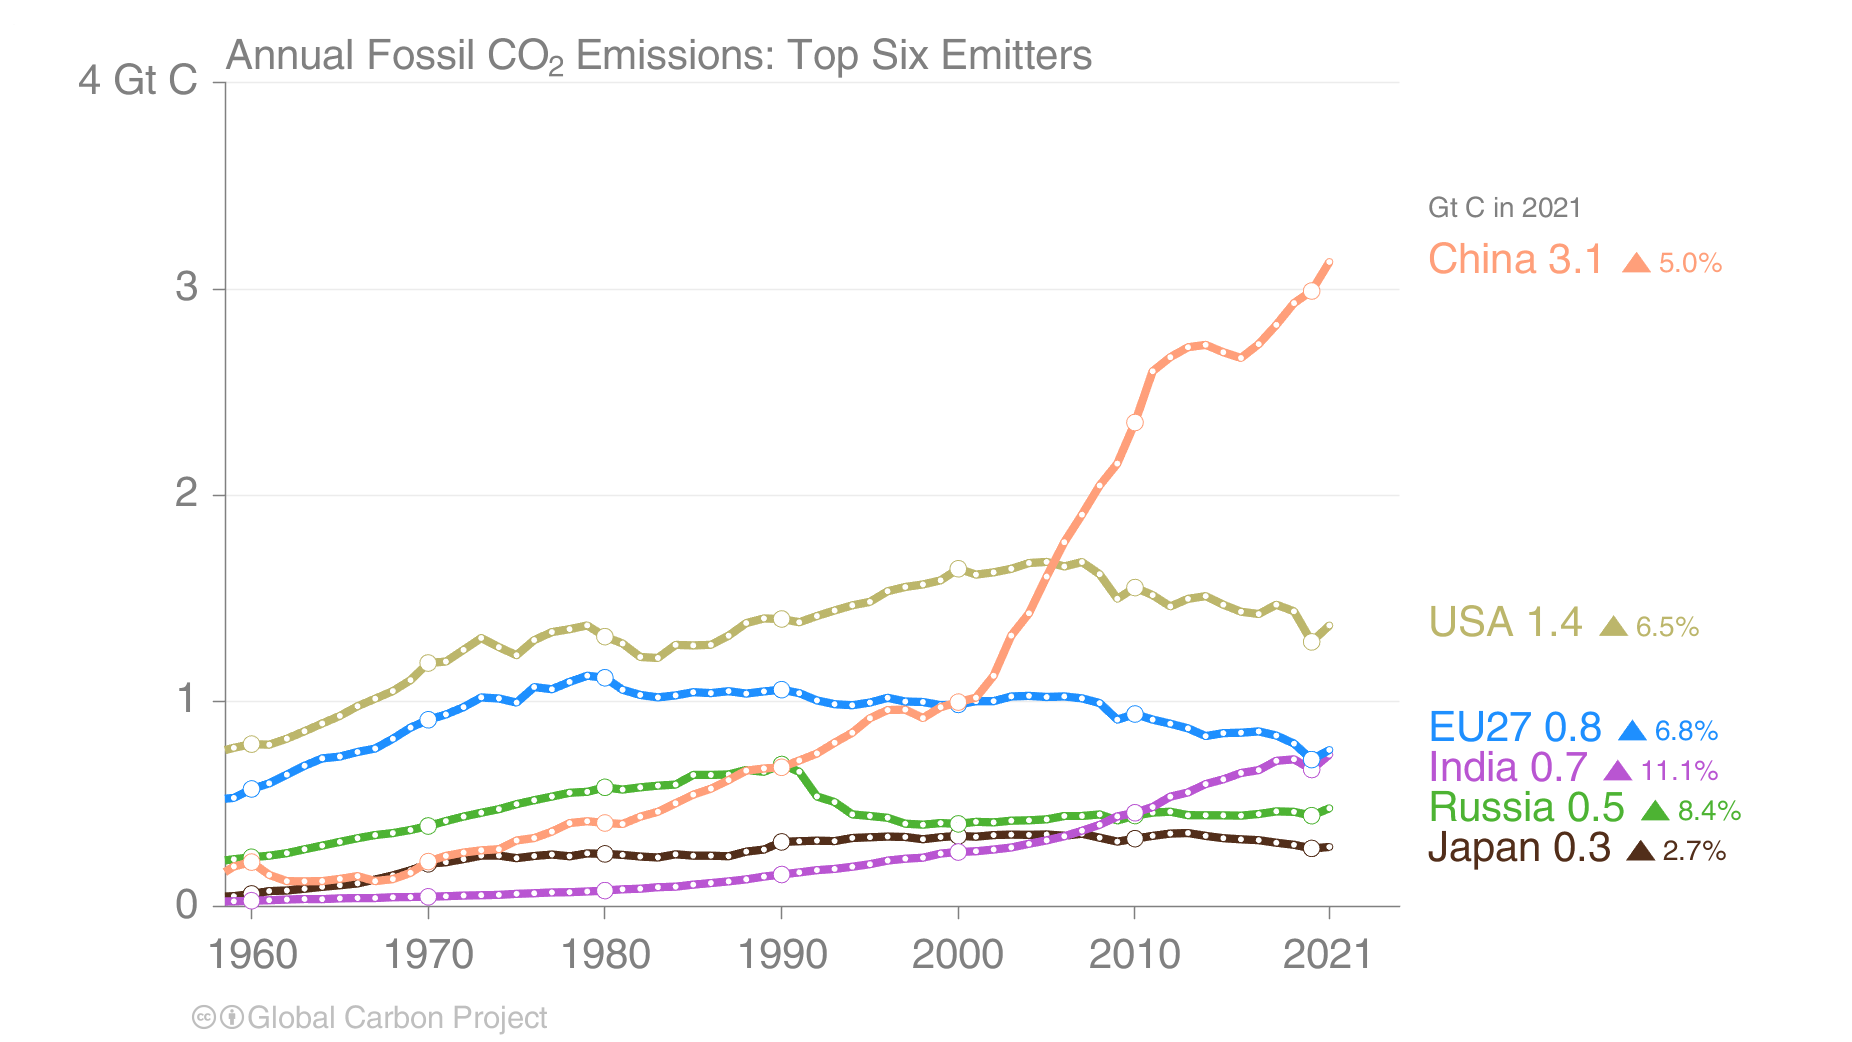 Annual Fossil CO₂ Emissions: Top Six Emitters
4 Gt C
3
2
1
0
1960 1970 1980 1990 2000 2010 2021
Gt C in 2021
China 3.1 ▲ 5.0%
USA 1.4 ▲ 6.5%
EU27 0.8 ▲ 6.8%
India 0.7 ▲ 11.1%
Russia 0.5 ▲ 8.4%
Japan 0.3 ▲ 2.7%
cc Global Carbon Project